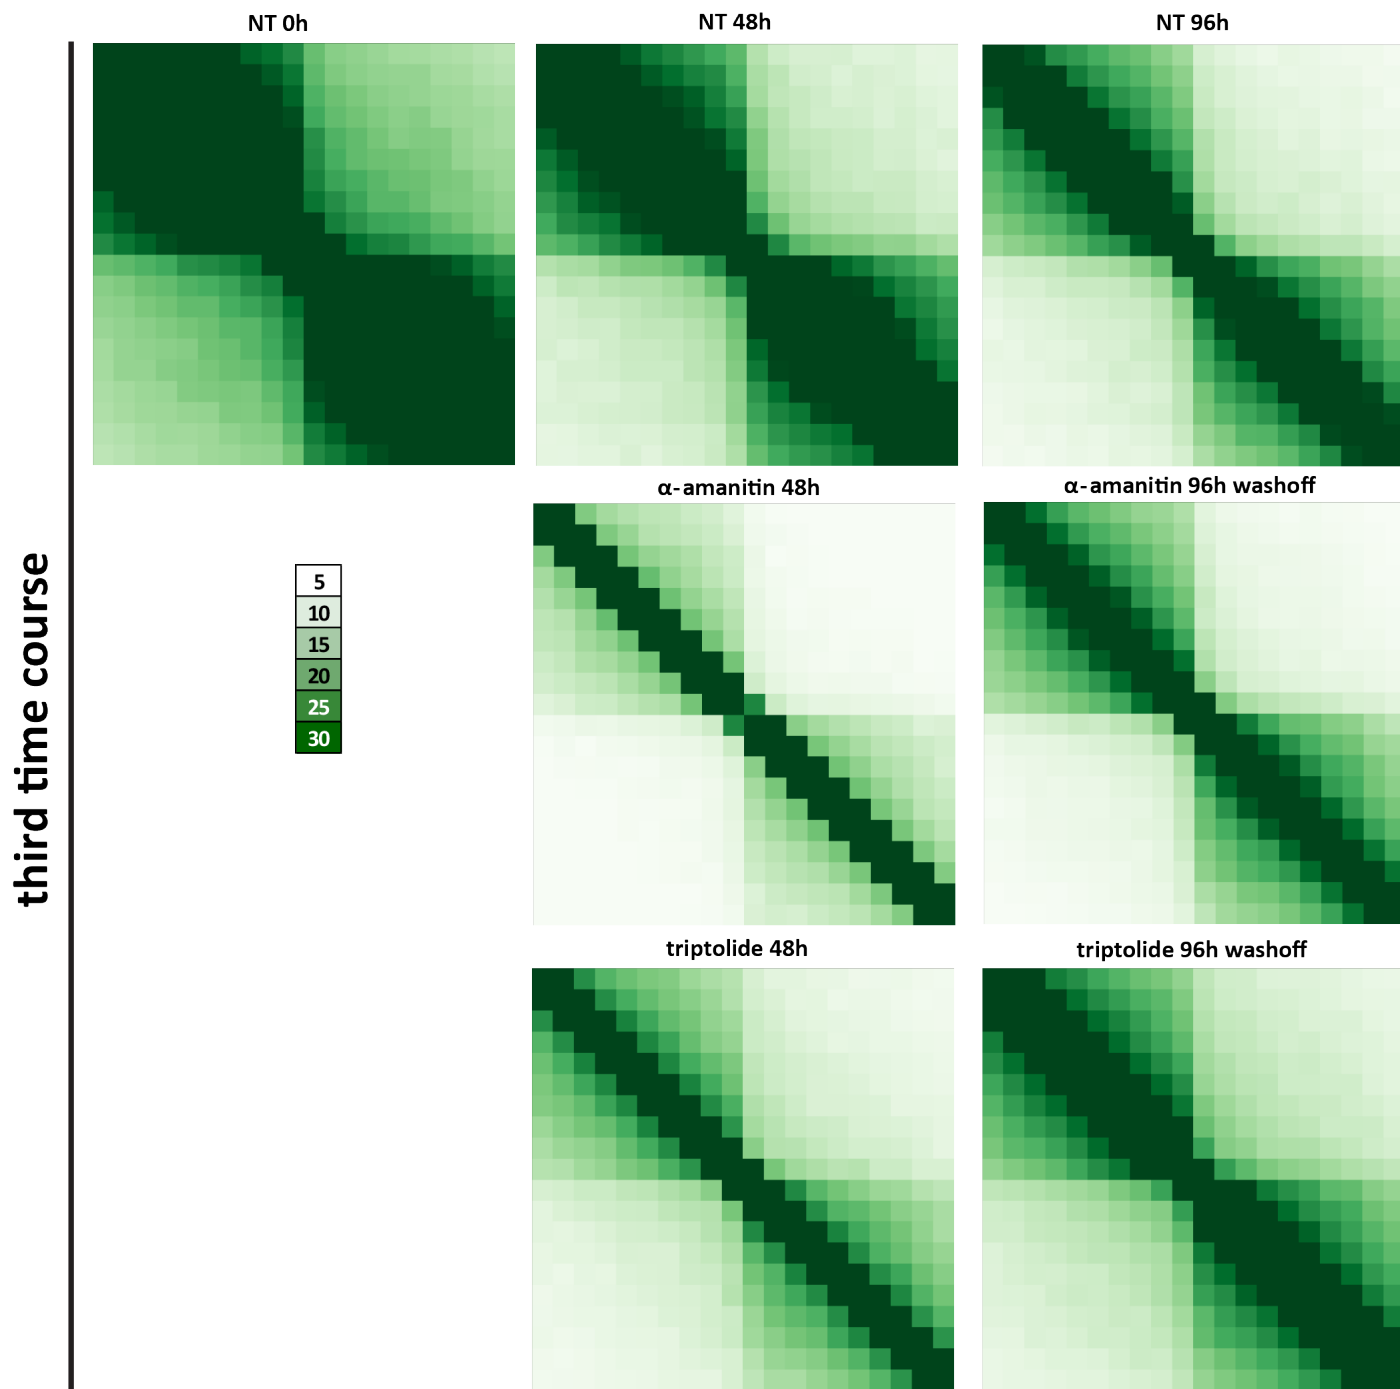 NT 0h
NT 48h
NT 96h
α-amanitin 48h
α-amanitin 96h washoff
third time course
5
10
15
20
25
30
triptolide 48h
triptolide 96h washoff